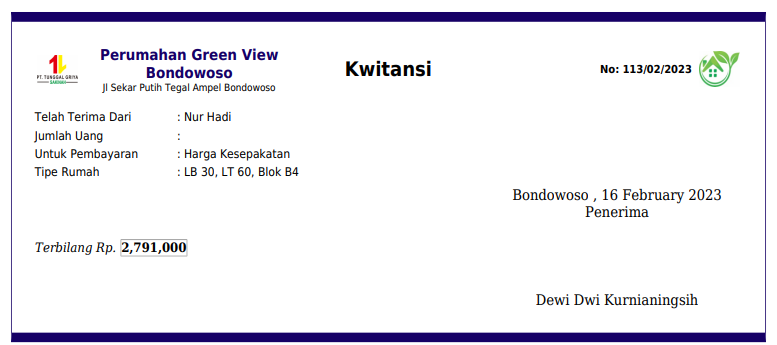 Perumahan Green View
Bondowoso
Jl Sekar Putih Tegal Ampel Bondowoso
PT. TUNGGAL GRIYA
SAKINAH
Kwitansi
No: 113/02/2023
Telah Terima Dari : Nur Hadi
Jumlah Uang :
Untuk Pembayaran : Harga Kesepakatan
Tipe Rumah : LB 30, LT 60, Blok B4
Bondowoso , 16 February 2023
Penerima
Terbilang Rp. 2,791,000
Dewi Dwi Kurnianingsih